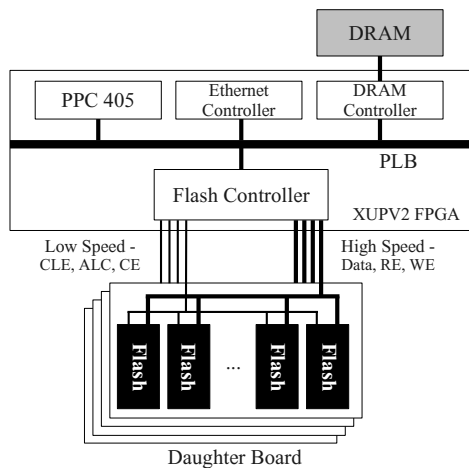 DRAM
PPC 405
Ethernet
Controller
DRAM
Controller
PLB
Flash Controller
XUPV2 FPGA
Low Speed -
CLE, ALC, CE
High Speed -
Data, RE, WE
Flash
Flash
...
Flash
Flash
Daughter Board